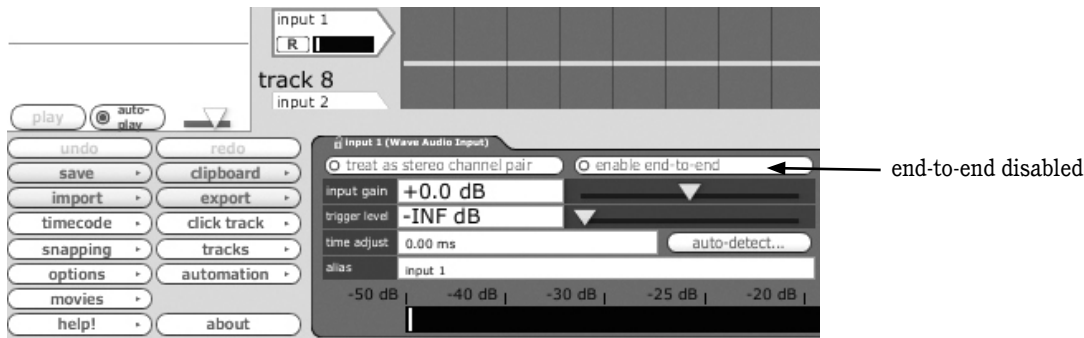 input 1
R
track 8
input 2
play auto-play
undo redo
save clipboard
import export
timecode click track
snapping tracks
options automation
movies
help! about
input 1 (Wave Audio Input)
treat as stereo channel pair enable end-to-end
input gain +0.0 dB
trigger level -INF dB
time adjust 0.00 ms auto-detect...
alias input 1
-50 dB -40 dB -30 dB -25 dB -20 dB
end-to-end disabled